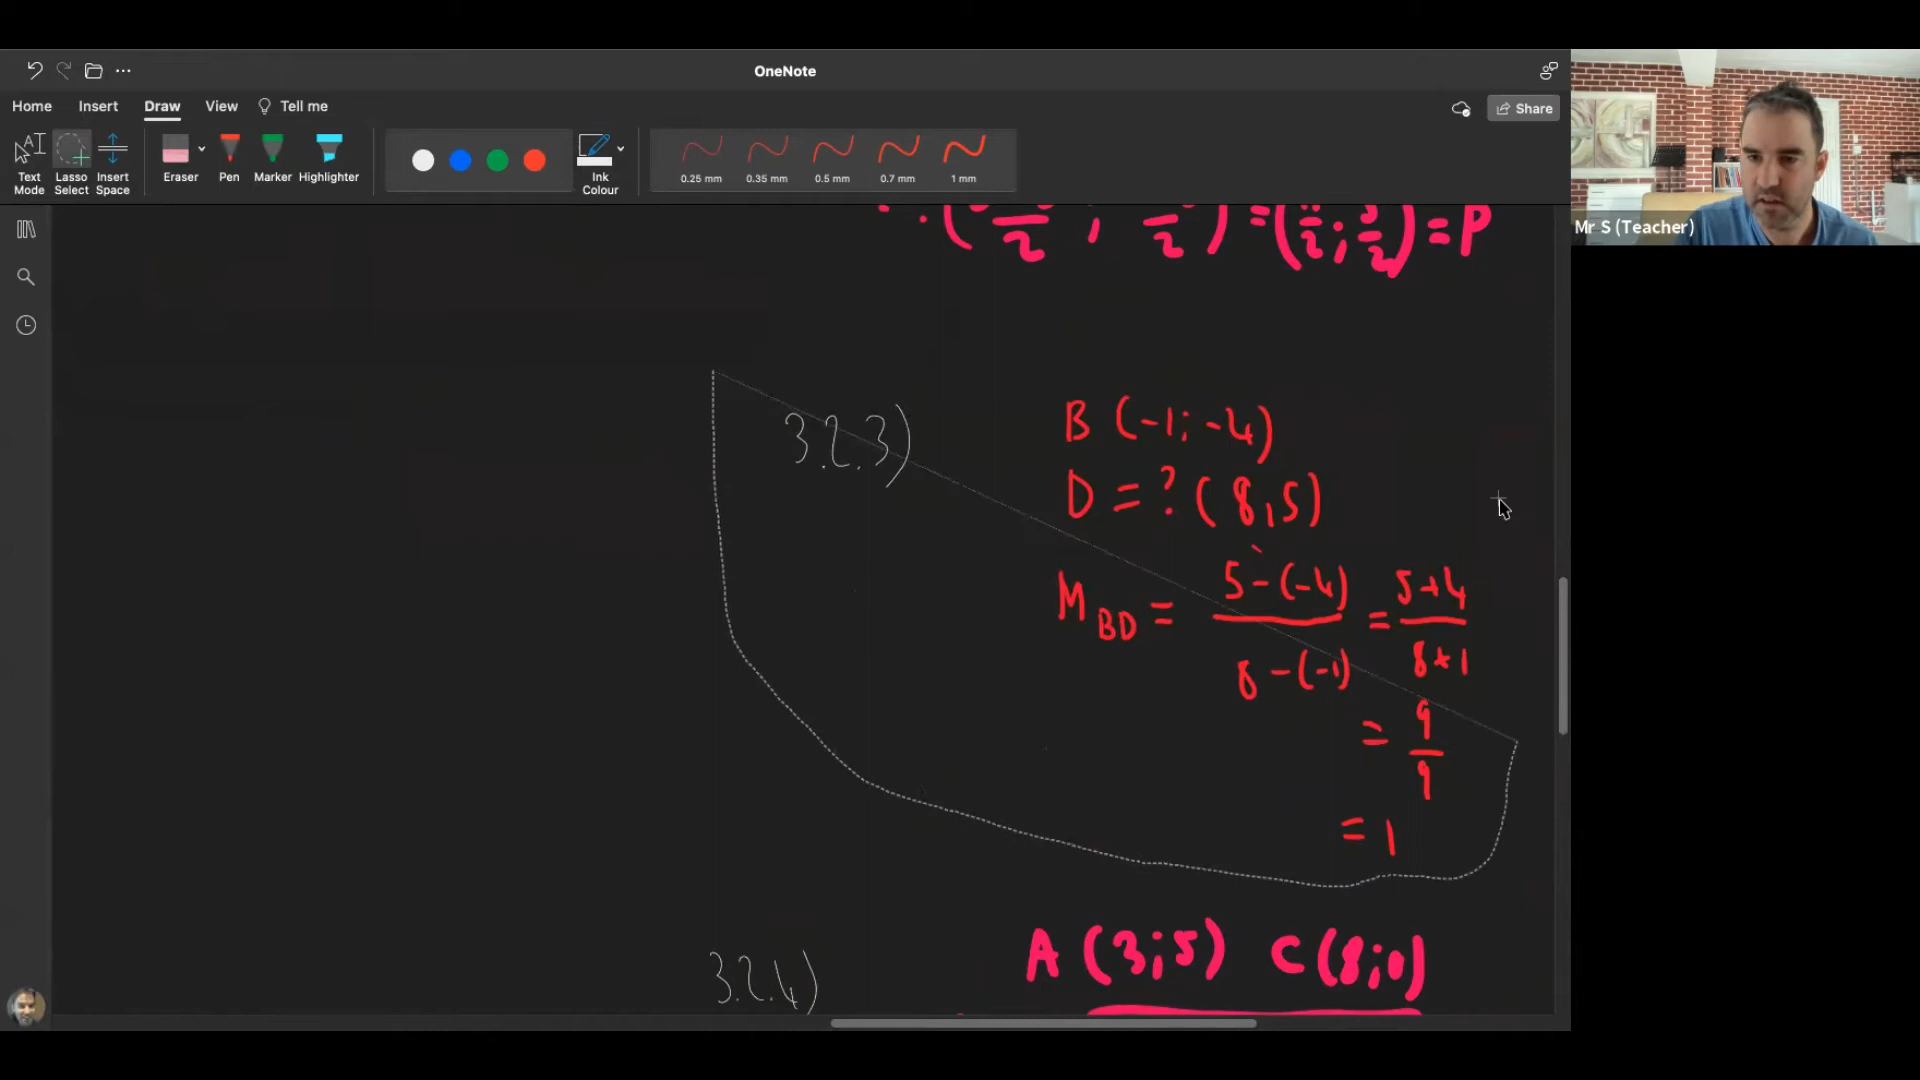 OneNote
Home Insert Draw View Tell me
Share
Text Mode
Lasso Select
Insert Space
Eraser
Pen
Marker
Highlighter
Ink Colour
0.25 mm 0.35 mm 0.5 mm 0.7 mm 1 mm
Mr S (Teacher)
= P
3.2.3)
B (-1; -4)
D = ? (8, 5)
M_BD = 5-(-4) / 8-(-1) = 5+4 / 8+1
= 9/9
= 1
A (3;5) C (8;0)
3.2.4)